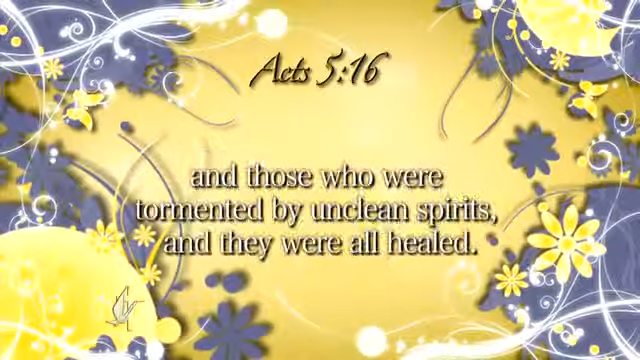 Acts 5:16
and those who were
tormented by unclean spirits,
and they were all healed.